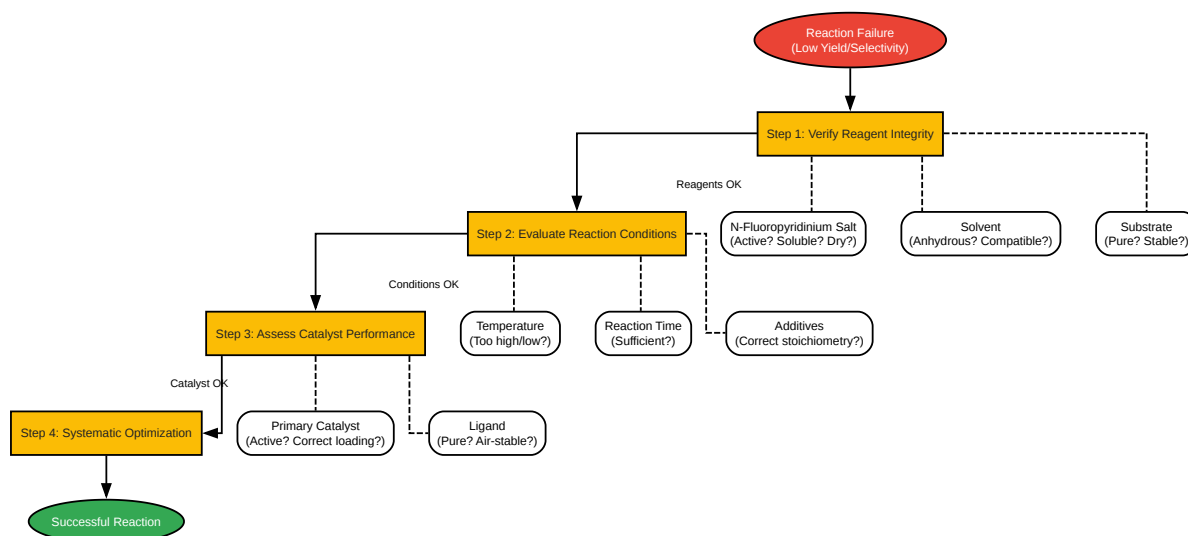 Reaction Failure
(Low Yield/Selectivity)
Step 1: Verify Reagent Integrity
Reagents OK
N-Fluoropyridinium Salt
(Active? Soluble? Dry?)
Solvent
(Anhydrous? Compatible?)
Substrate
(Pure? Stable?)
Step 2: Evaluate Reaction Conditions
Conditions OK
Temperature
(Too high/low?)
Reaction Time
(Sufficient?)
Additives
(Correct stoichiometry?)
Step 3: Assess Catalyst Performance
Catalyst OK
Primary Catalyst
(Active? Correct loading?)
Ligand
(Pure? Air-stable?)
Step 4: Systematic Optimization
Successful Reaction